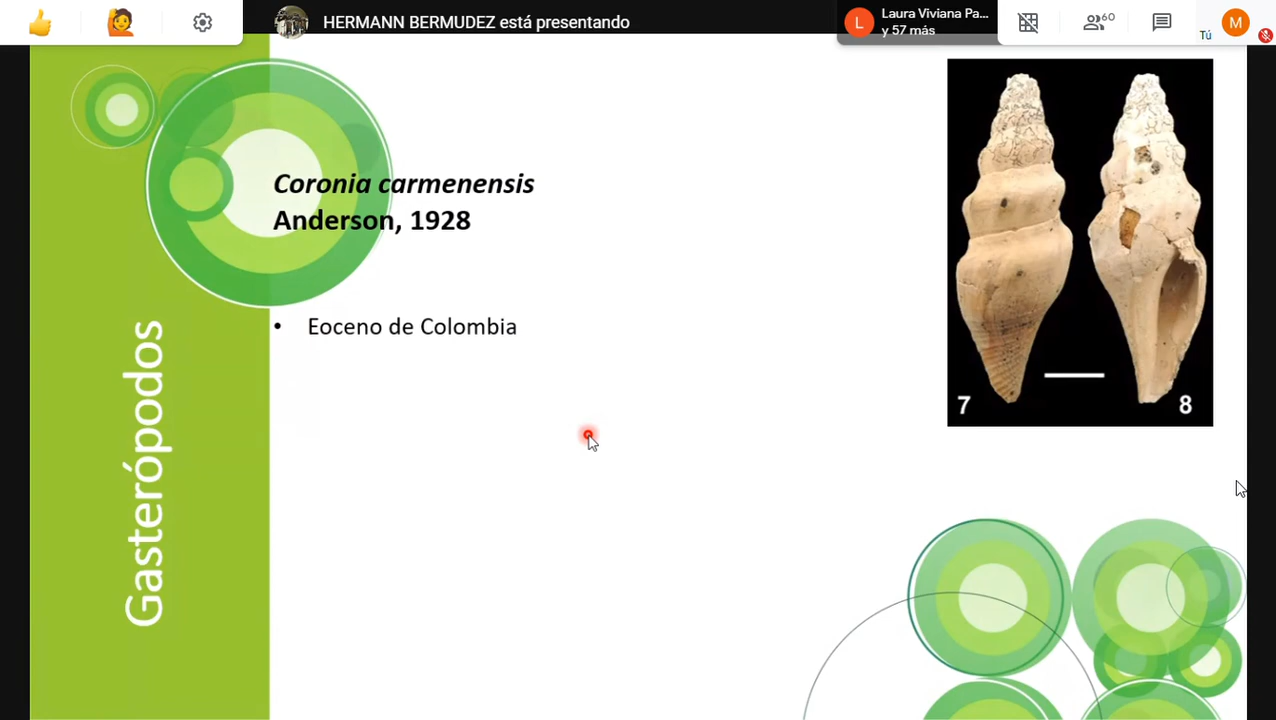 HERMANN BERMUDEZ está presentando
L
Laura Viviana Pa...
y 57 más
60
Tú
M
Coronia carmenensis
Anderson, 1928
• Eoceno de Colombia
Gasterópodos
7
8